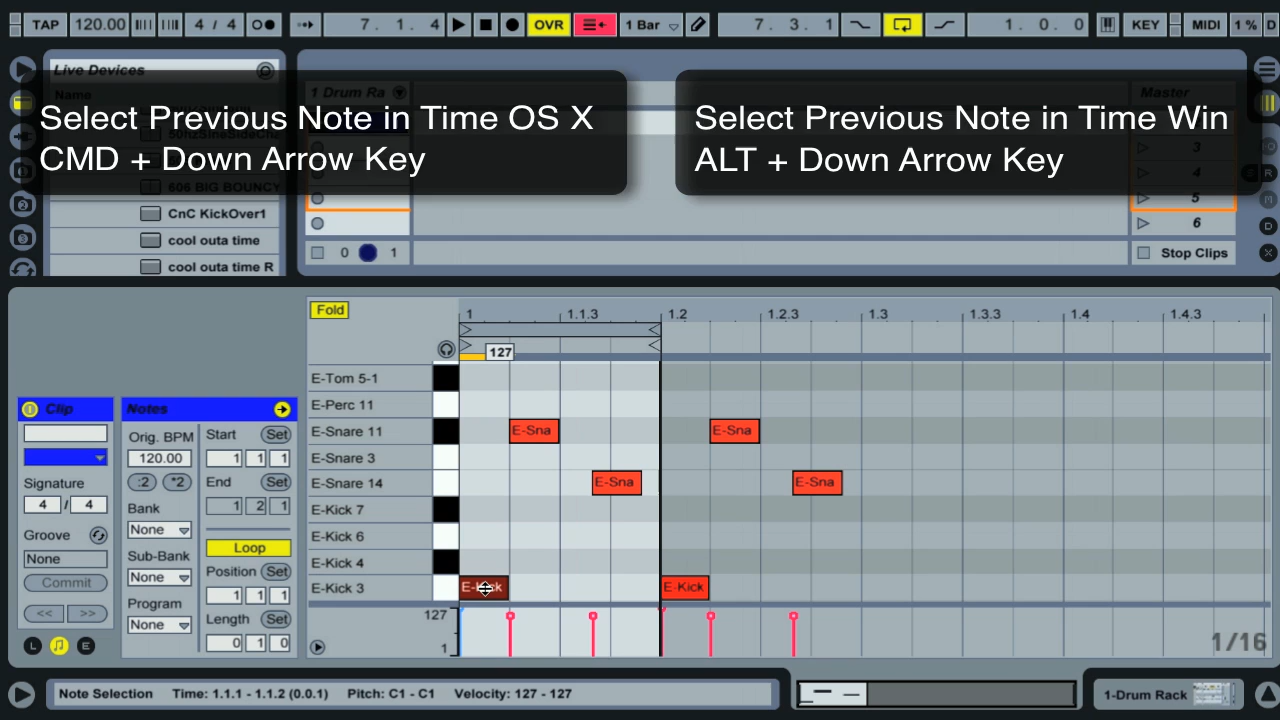 TAP 120.00 4 / 4 7. 1. 4 OVR 1 Bar 7. 3. 1 1. 0. 0 KEY MIDI 1 % D
Live Devices
Name
1 Drum Ra
Master
Select Previous Note in Time OS X
CMD + Down Arrow Key
Select Previous Note in Time Win
ALT + Down Arrow Key
3
4
5
6
606 BIG BOUNCY
CnC KickOver1
cool outa time
cool outa time R
0 1
Stop Clips
R
D
X
Fold
1 1.1.3 1.2 1.2.3 1.3 1.3.3 1.4 1.4.3
127
E-Tom 5-1
E-Perc 11
E-Snare 11
E-Sna E-Sna
E-Snare 3
E-Snare 14
E-Sna E-Sna
E-Kick 7
E-Kick 6
E-Kick 4
E-Kick 3
E-Kick E-Kick
127
1
1/16
Clip
Signature
4 / 4
Groove
None
Commit
<< >>
L E
Notes
Orig. BPM
120.00
:2 *2
Bank
None
Sub-Bank
None
Program
None
Start Set
1 1 1
End Set
1 2 1
Loop
Position Set
1 1 1
Length Set
0 1 0
Note Selection Time: 1.1.1 - 1.1.2 (0.0.1) Pitch: C1 - C1 Velocity: 127 - 127
1-Drum Rack